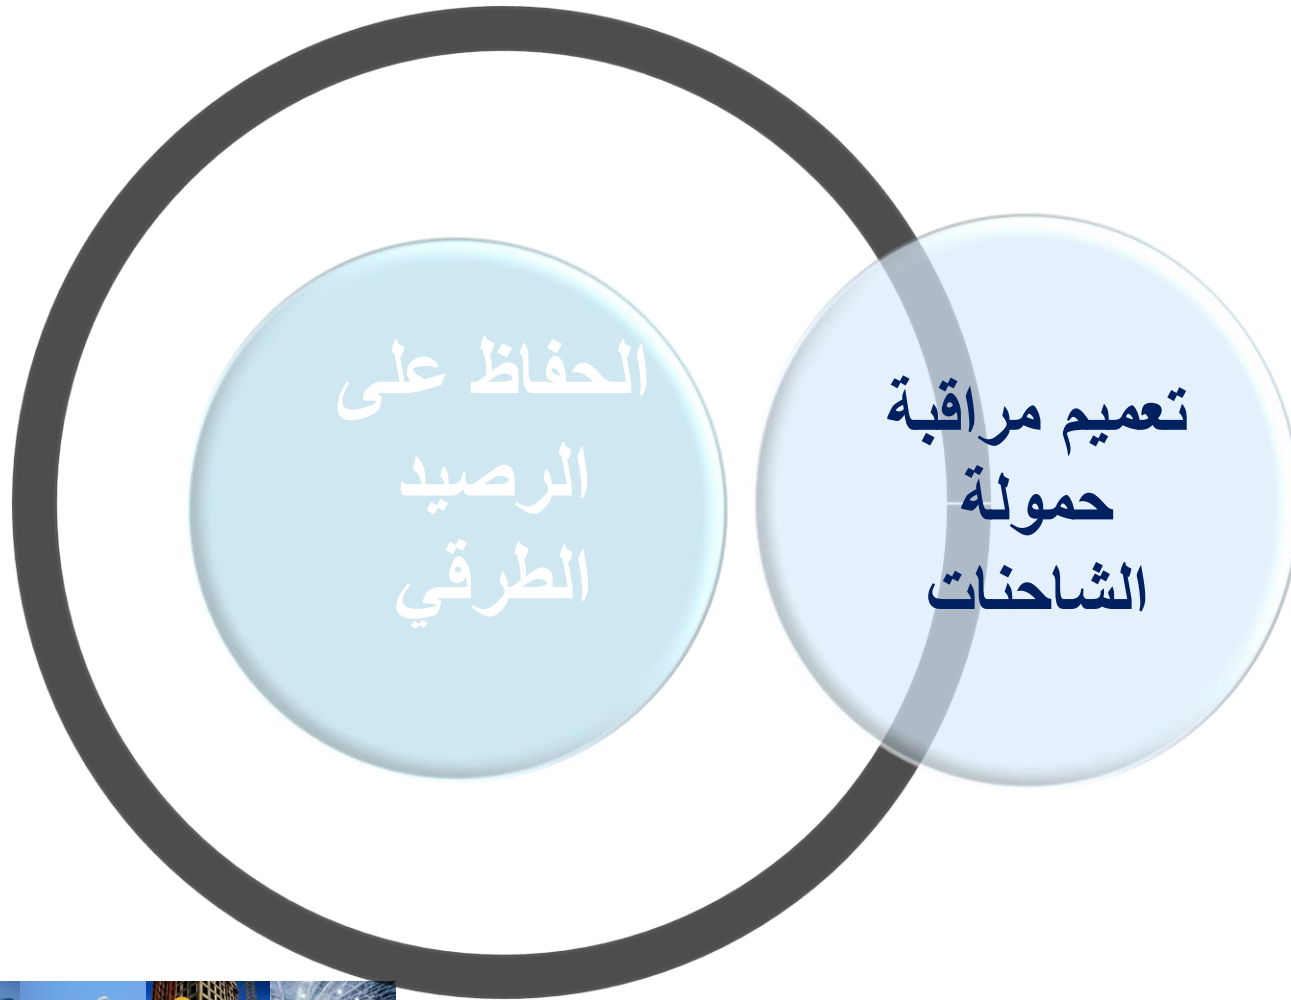 الحفاظ على
الرصيد
الطرقي
تعميم مراقبة
حمولة
الشاحنات